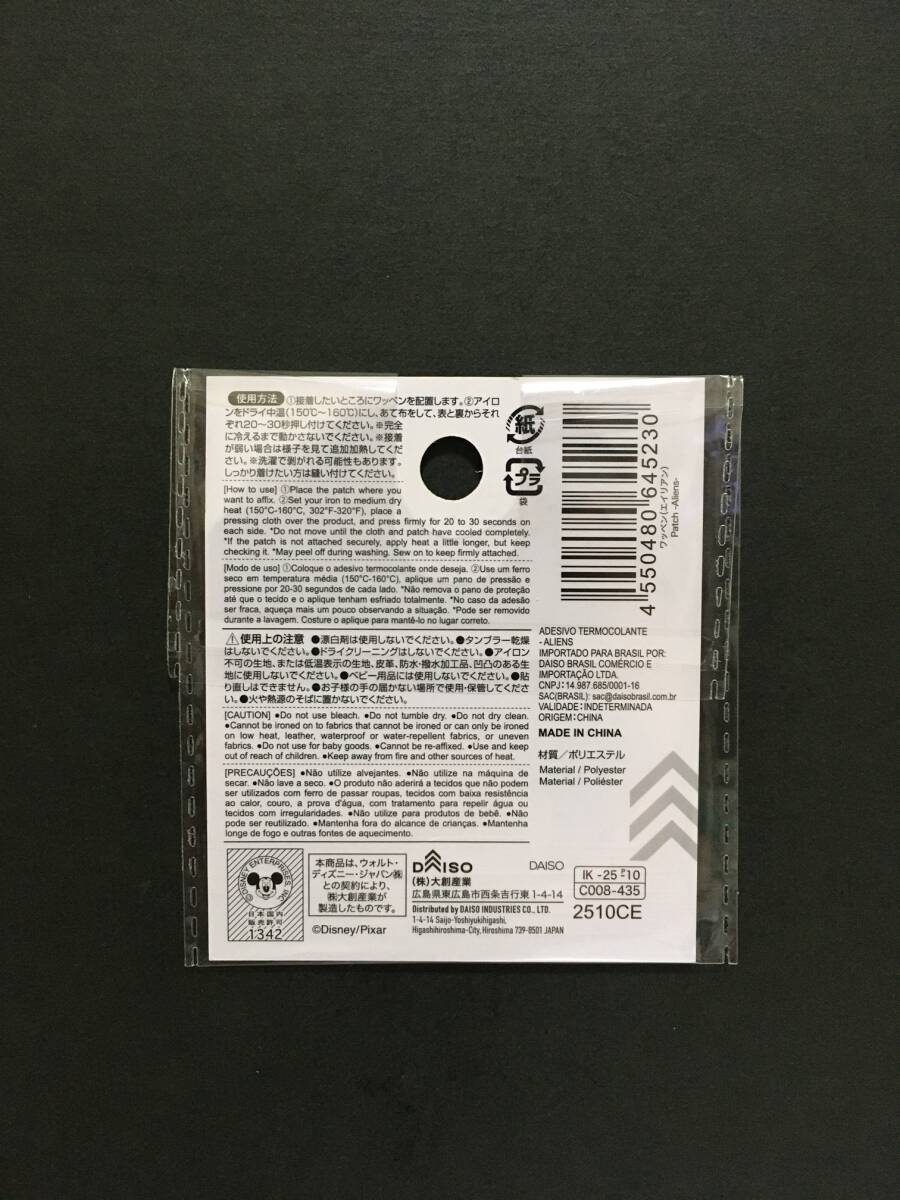 使用方法 ①接着したいところにワッペンを配置します。②アイロ
ンをドライ中温(150℃～160℃)にし、あて布をして、表と裏からそれ
ぞれ20～30秒押し付けてください。※完全
に冷えるまで動かさないでください。※接着
が弱い場合は様子を見て追加加熱してくだ
さい。※洗濯で剥がれる可能性もあります。
しっかり着けたい方は縫い付けてください。
[How to use] ①Place the patch where you
want to affix. ②Set your iron to medium dry
heat (150°C-160°C, 302°F-320°F), place a
pressing cloth over the product, and press firmly for 20 to 30 seconds on
each side. *Do not move until the cloth and patch have cooled completely.
*If the patch is not attached securely, apply heat a little longer, but keep
checking it. *May peel off during washing. Sew on to keep firmly attached.
[Modo de uso] ①Coloque o adesivo termocolante onde deseja. ②Use um ferro
seco em temperatura média (150°C-160°C), aplique um pano de pressão e
pressione por 20-30 segundos de cada lado. *Não remova o pano de proteção
até que o tecido e o aplique tenham esfriado totalmente. *No caso da adesão
ser fraca, aqueça mais um pouco observando a situação. *Pode ser removido
durante a lavagem. Costure o aplique para mantê-lo no lugar correto.
⚠使用上の注意 ●漂白剤は使用しないでください。●タンブラー乾燥
はしないでください。●ドライクリーニングはしないでください。●アイロン
不可の生地、または低温表示の生地、皮革、防水・撥水加工品、凹凸のある生
地に使用しないでください。●ベビー用品には使用しないでください。●貼
り直しはできません。●お子様の手の届かない場所で使用・保管してくださ
い。●火や熱源のそばに置かないでください。
[CAUTION] ●Do not use bleach. ●Do not tumble dry. ●Do not dry clean.
●Cannot be ironed on to fabrics that cannot be ironed or can only be ironed
on low heat, leather, waterproof or water-repellent fabrics, or uneven
fabrics. ●Do not use for baby goods. ●Cannot be re-affixed. ●Use and keep
out of reach of children. ●Keep away from fire and other sources of heat.
[PRECAUÇÕES] ●Não utilize alvejantes. ●Não utilize na máquina de
secar. ●Não lave a seco. ●O produto não aderirá a tecidos que não podem
ser utilizados com ferro de passar roupas, tecidos com baixa resistência
ao calor, couro, a prova d'água, com tratamento para repelir água ou
tecidos com irregularidades. ●Não utilize para produtos de bebê. ●Não
pode ser reutilizado. ●Mantenha fora do alcance de crianças. ●Mantenha
longe de fogo e outras fontes de aquecimento.
紙
台紙
プラ
袋
4 550480 645230
ワッペン(エイリアン)
Patch -Aliens-
ADESIVO TERMOCOLANTE
- ALIENS
IMPORTADO PARA BRASIL POR:
DAISO BRASIL COMÉRCIO E
IMPORTAÇÃO LTDA.
CNPJ: 14 987.685/0001-16
SAC(BRASIL): sac@daisobrasil.com.br
VALIDADE: INDETERMINADA
ORIGEM: CHINA
MADE IN CHINA
材質／ポリエステル
Material / Polyester
Material / Poliéster
©DISNEY ENTERPRISES, INC.
日本国内
販売許可
1342
本商品は、ウォルト・
ディズニー・ジャパン㈱
との契約により、
㈱大創産業が
製造したものです。
©Disney/Pixar
DAISO
(株)大創産業
広島県東広島市西条吉行東1-4-14
Distributed by DAISO INDUSTRIES CO., LTD.
1-4-14 Saijo-Yoshiyukihigashi,
Higashihiroshima-City, Hiroshima 739-8501 JAPAN
DAISO
IK -25 P10
C008-435
2510CE